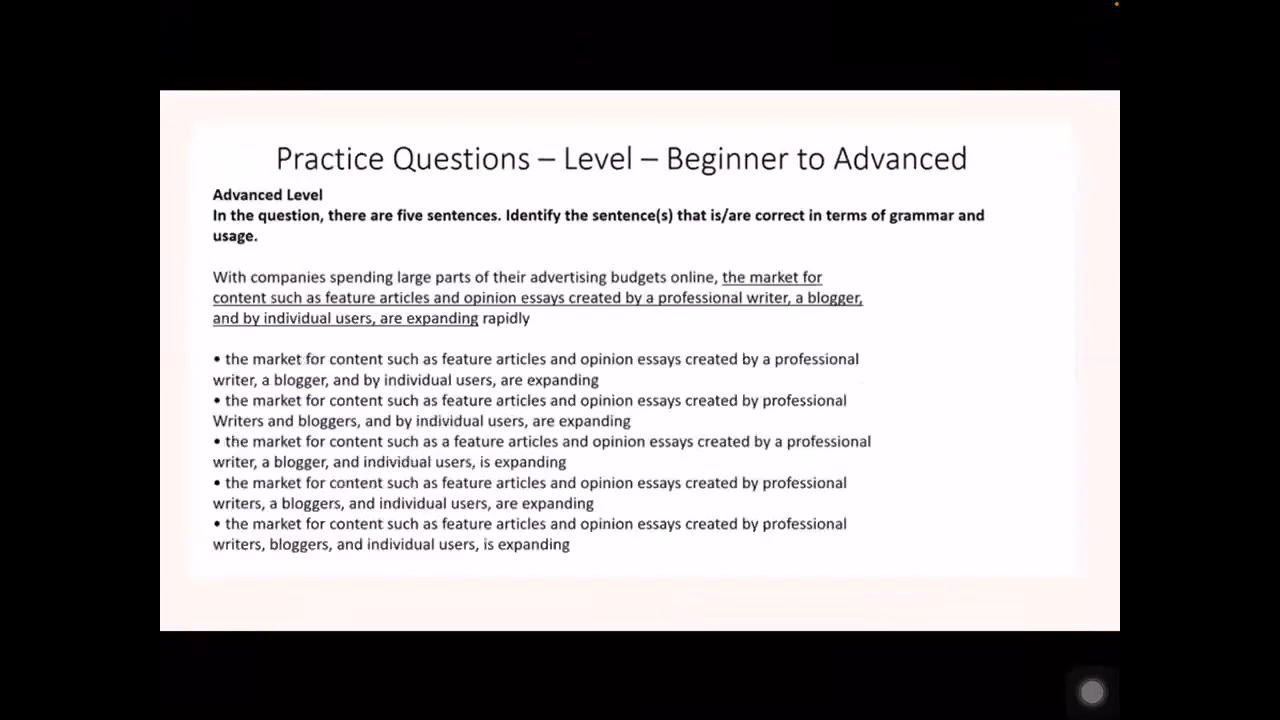 Practice Questions – Level – Beginner to Advanced
Advanced Level
In the question, there are five sentences. Identify the sentence(s) that is/are correct in terms of grammar and
usage.
With companies spending large parts of their advertising budgets online, the market for
content such as feature articles and opinion essays created by a professional writer, a blogger,
and by individual users, are expanding rapidly
• the market for content such as feature articles and opinion essays created by a professional
writer, a blogger, and by individual users, are expanding
• the market for content such as feature articles and opinion essays created by professional
Writers and bloggers, and by individual users, are expanding
• the market for content such as a feature articles and opinion essays created by a professional
writer, a blogger, and individual users, is expanding
• the market for content such as feature articles and opinion essays created by professional
writers, a bloggers, and individual users, are expanding
• the market for content such as feature articles and opinion essays created by professional
writers, bloggers, and individual users, is expanding